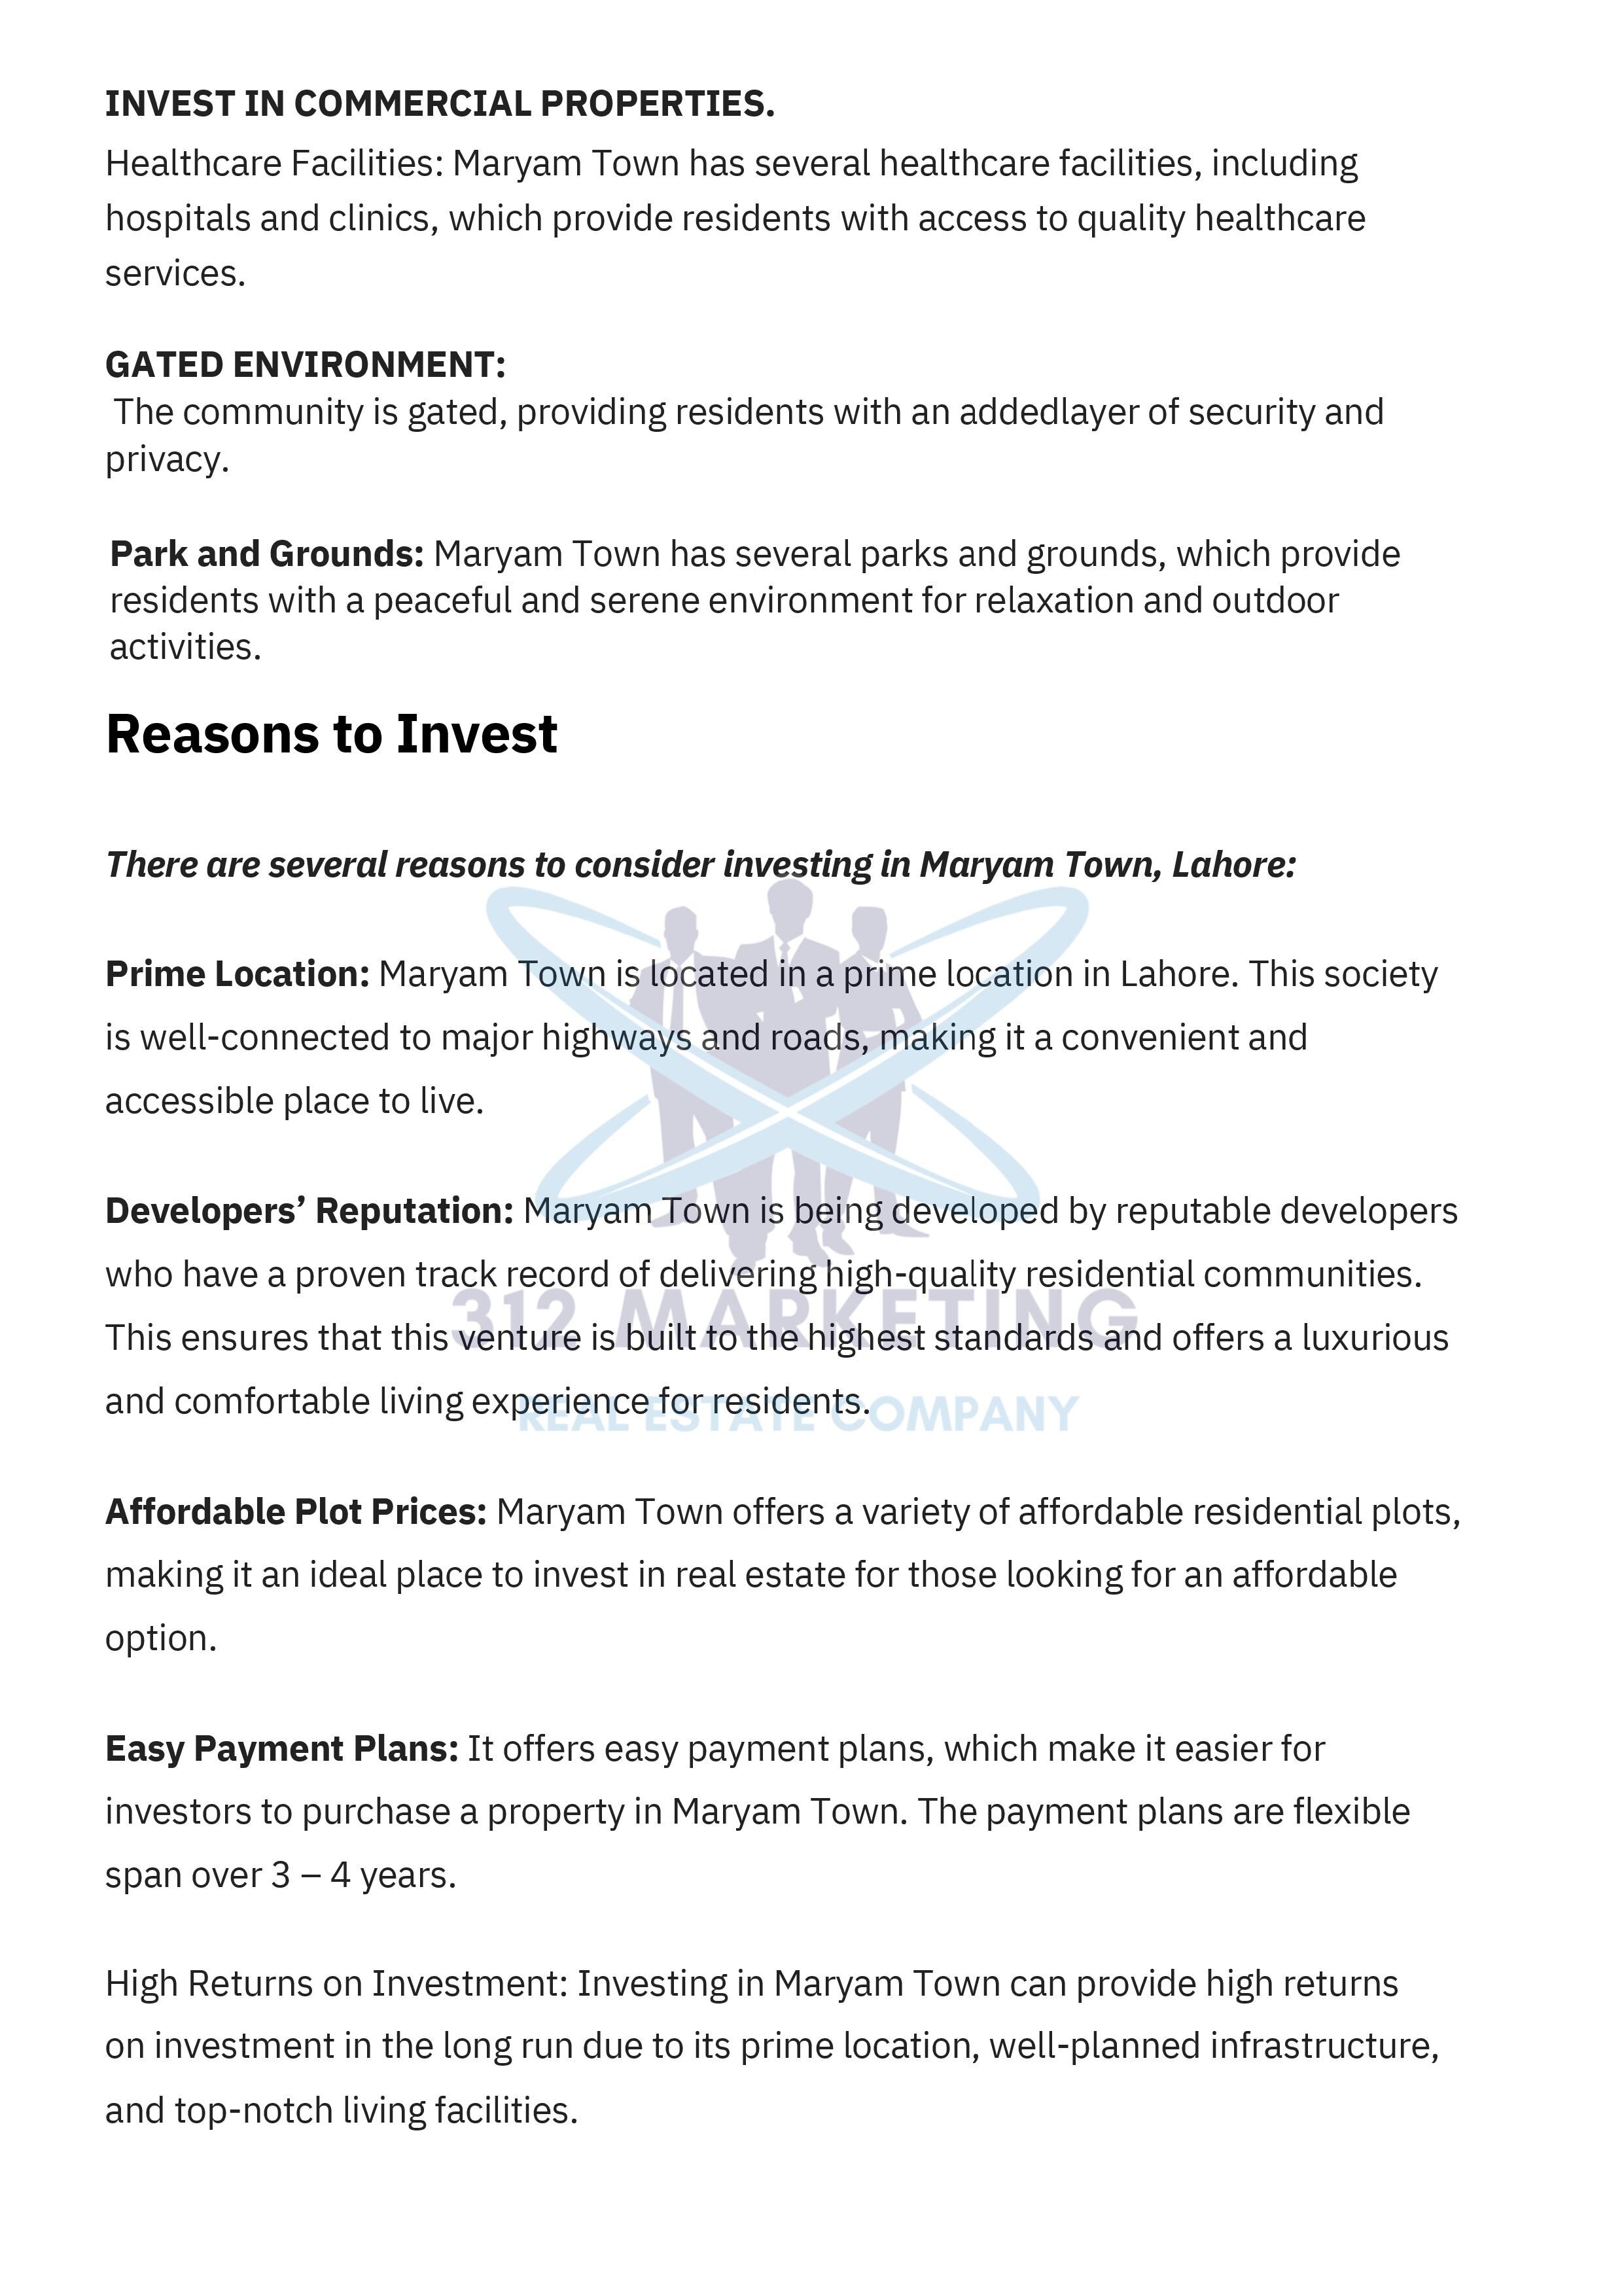 INVEST IN COMMERCIAL PROPERTIES.
Healthcare Facilities: Maryam Town has several healthcare facilities, including
hospitals and clinics, which provide residents with access to quality healthcare
services.
GATED ENVIRONMENT:
The community is gated, providing residents with an addedlayer of security and
privacy.
Park and Grounds: Maryam Town has several parks and grounds, which provide
residents with a peaceful and serene environment for relaxation and outdoor
activities.
Reasons to Invest
There are several reasons to consider investing in Maryam Town, Lahore:
Prime Location: Maryam Town is located in a prime location in Lahore. This society
is well-connected to major highways and roads, making it a convenient and
accessible place to live.
Developers’ Reputation: Maryam Town is being developed by reputable developers
who have a proven track record of delivering high-quality residential communities.
This ensures that this venture is built to the highest standards and offers a luxurious
and comfortable living experience for residents.
312 MARKETING
REAL ESTATE COMPANY
Affordable Plot Prices: Maryam Town offers a variety of affordable residential plots,
making it an ideal place to invest in real estate for those looking for an affordable
option.
Easy Payment Plans: It offers easy payment plans, which make it easier for
investors to purchase a property in Maryam Town. The payment plans are flexible
span over 3 – 4 years.
High Returns on Investment: Investing in Maryam Town can provide high returns
on investment in the long run due to its prime location, well-planned infrastructure,
and top-notch living facilities.